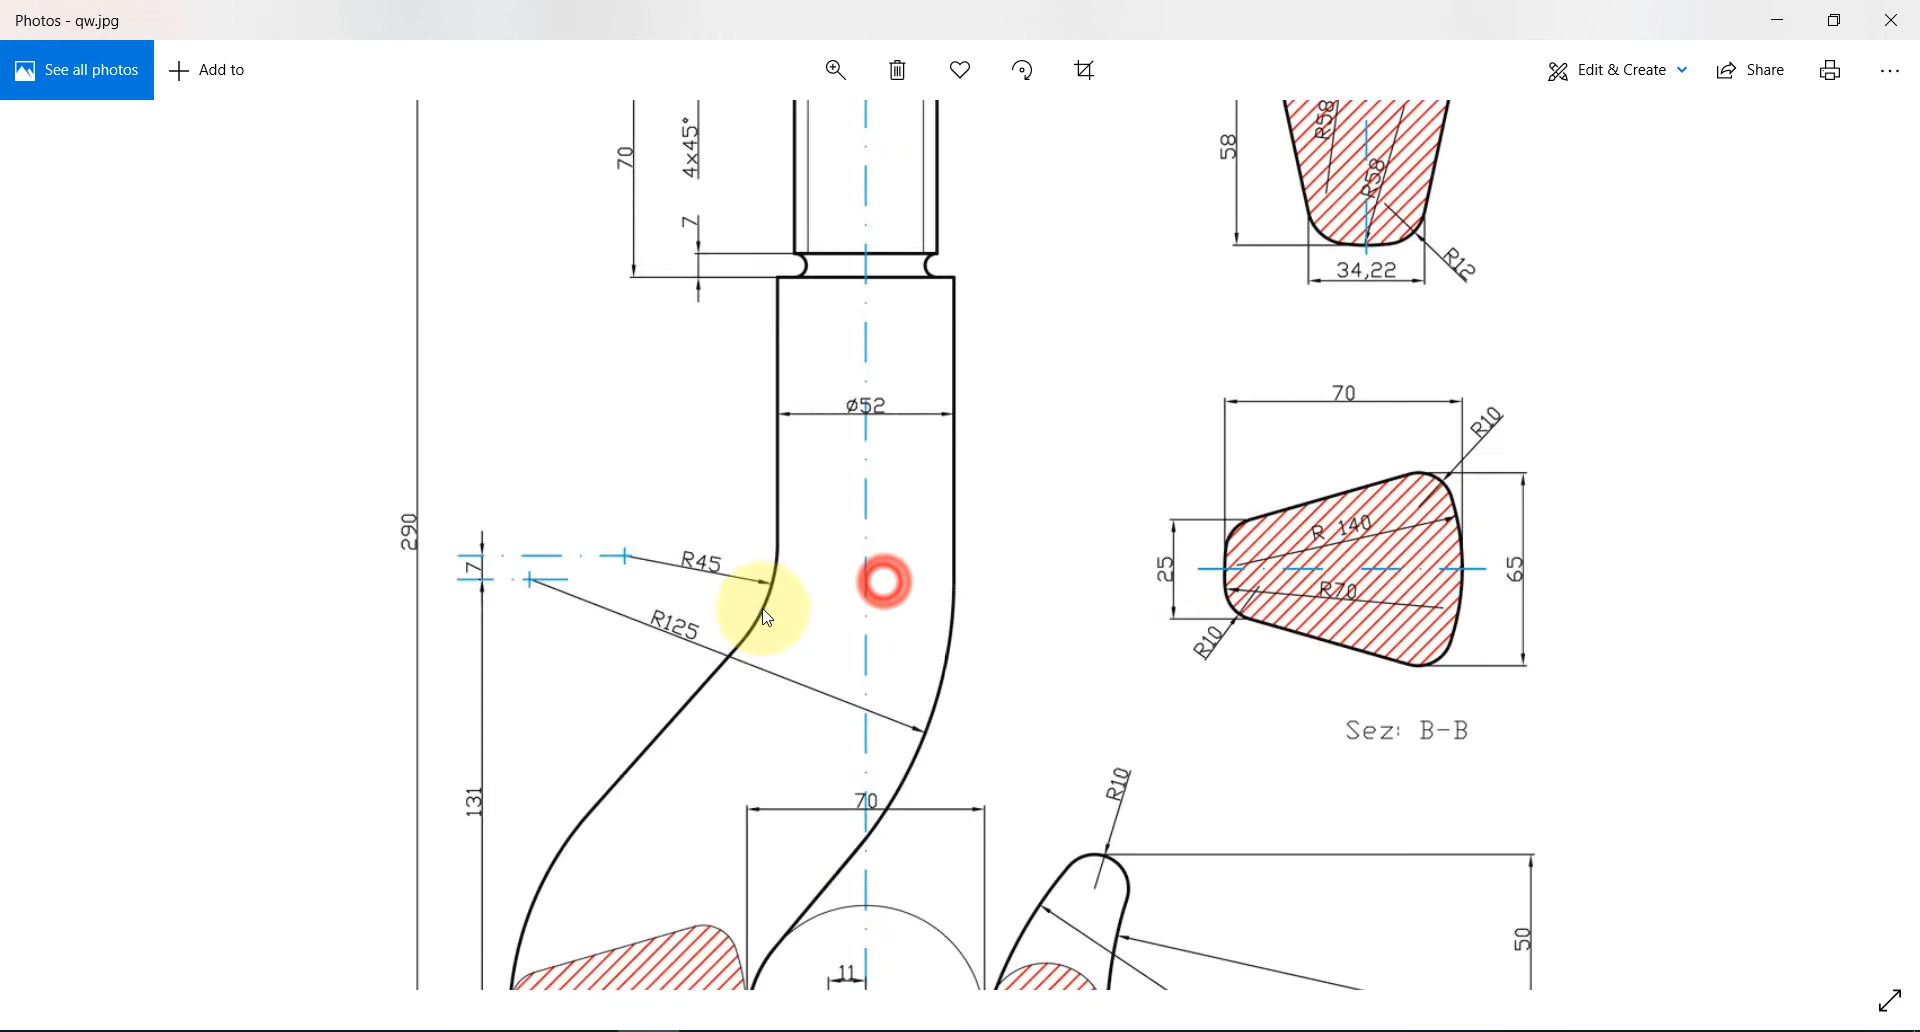 Photos - qw.jpg
See all photos
Add to
Edit & Create
Share
70
4x45°
7
58
R58
R58
34,22
R12
ø52
70
R10
290
7
R45
R125
25
R 140
R70
65
R10
Sez: B-B
131
70
R10
50
11